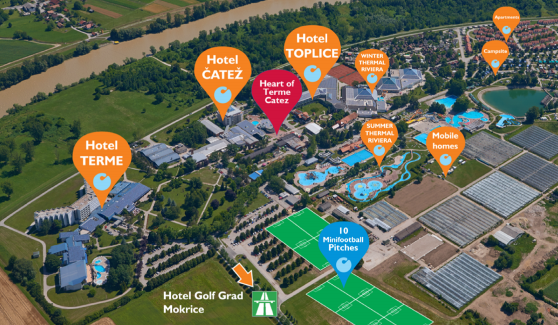 Hotel
TOPLICE
Apartments
Campsite
WINTER
THERMAL
RIVIERA
Hotel
ČATEŽ
Heart of
Terme
Catez
SUMMER
THERMAL
RIVIERA
Mobile
homes
Hotel
TERME
10
Minifootball
Pitches
Hotel Golf Grad
Mokrice